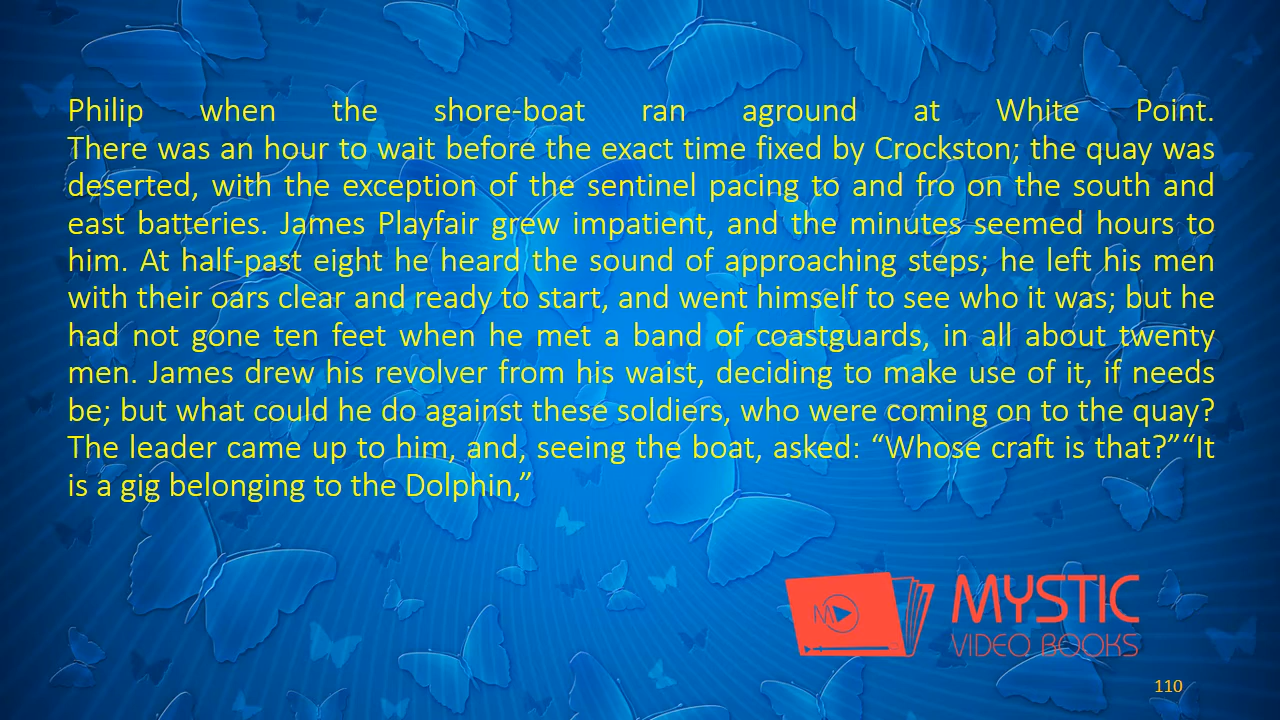 Philip when the shore-boat ran aground at White Point.
There was an hour to wait before the exact time fixed by Crockston; the quay was
deserted, with the exception of the sentinel pacing to and fro on the south and
east batteries. James Playfair grew impatient, and the minutes seemed hours to
him. At half-past eight he heard the sound of approaching steps; he left his men
with their oars clear and ready to start, and went himself to see who it was; but he
had not gone ten feet when he met a band of coastguards, in all about twenty
men. James drew his revolver from his waist, deciding to make use of it, if needs
be; but what could he do against these soldiers, who were coming on to the quay?
The leader came up to him, and, seeing the boat, asked: “Whose craft is that?”“It
is a gig belonging to the Dolphin,”
M
MYSTIC
VIDEO BOOKS
110